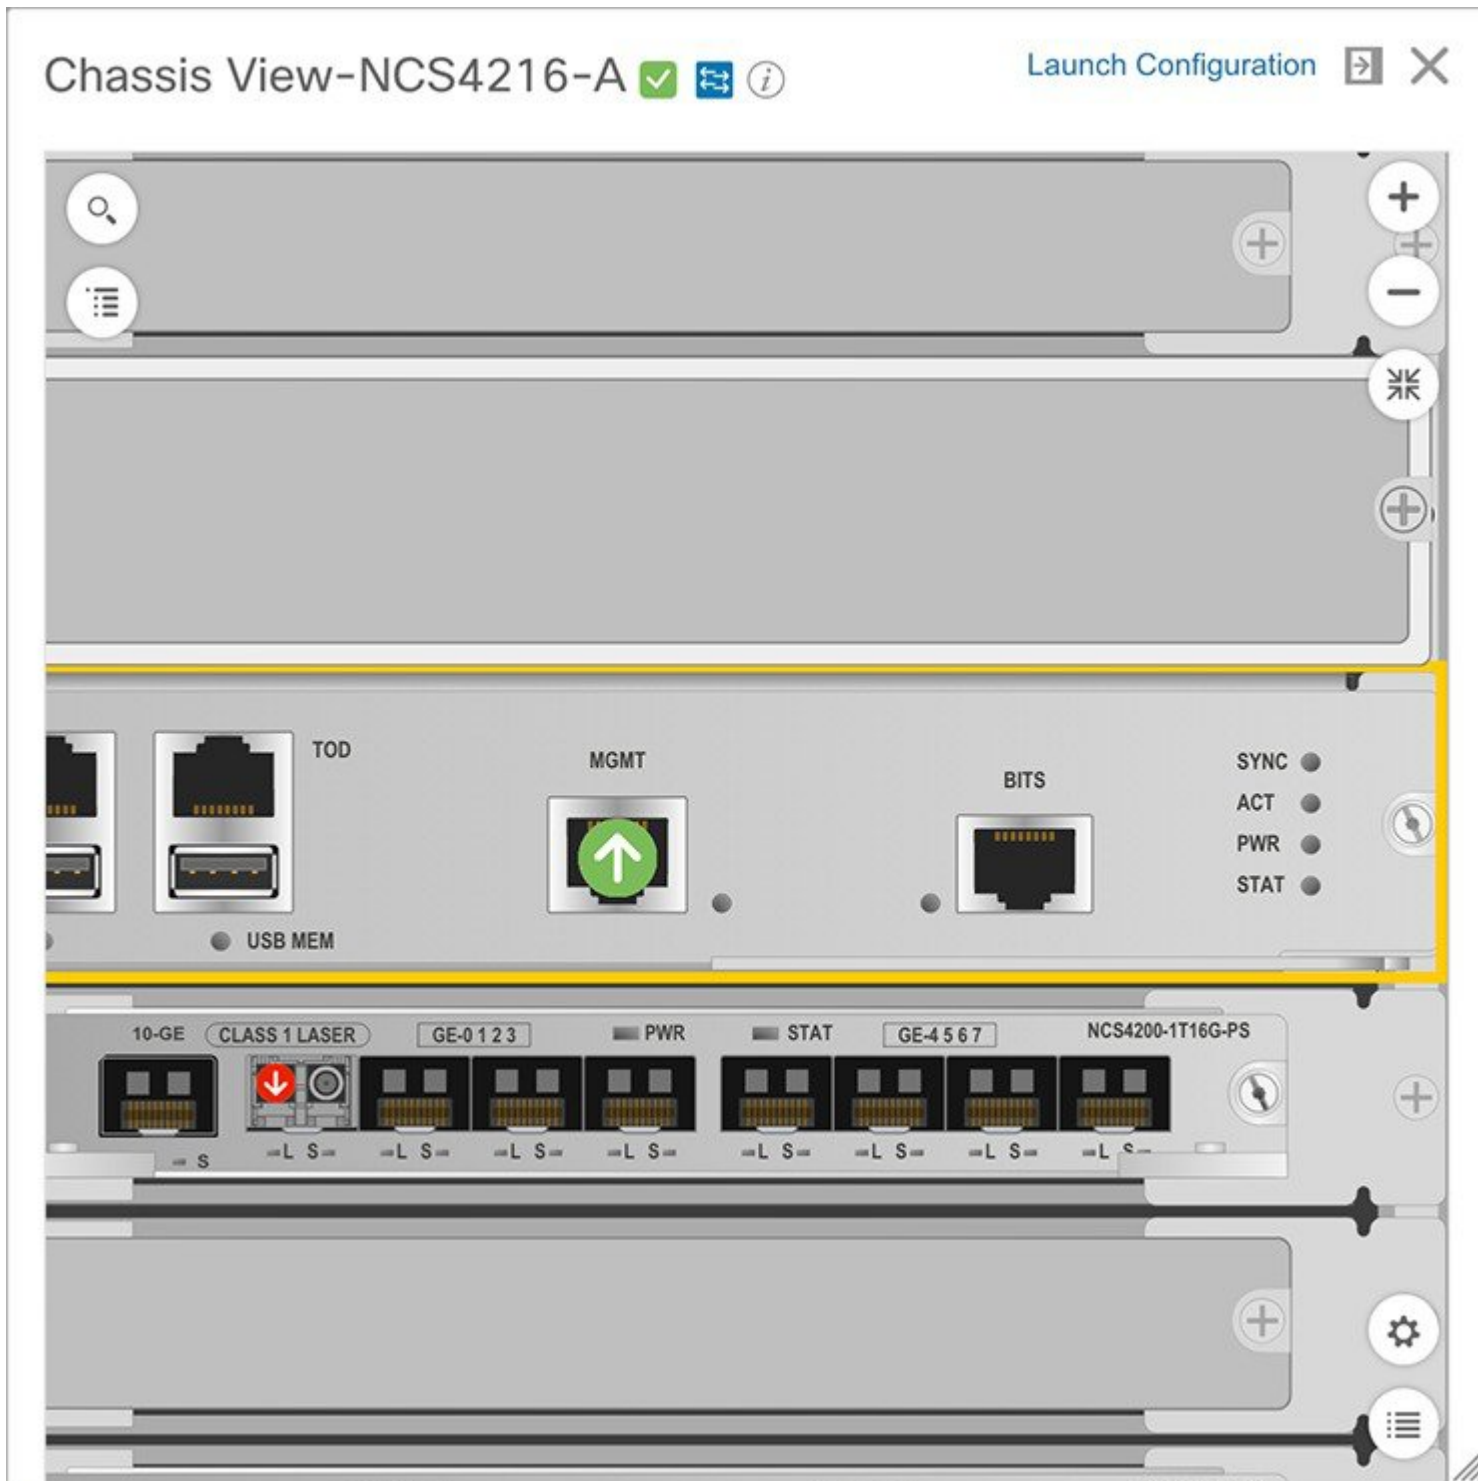 Chassis View-NCS4216-A
Launch Configuration
TOD
MGMT
BITS
SYNC
ACT
PWR
STAT
USB MEM
10-GE CLASS 1 LASER GE-0 1 2 3 PWR STAT GE-4 5 6 7 NCS4200-1T16G-PS
S L S L S L S L S L S L S L S L S